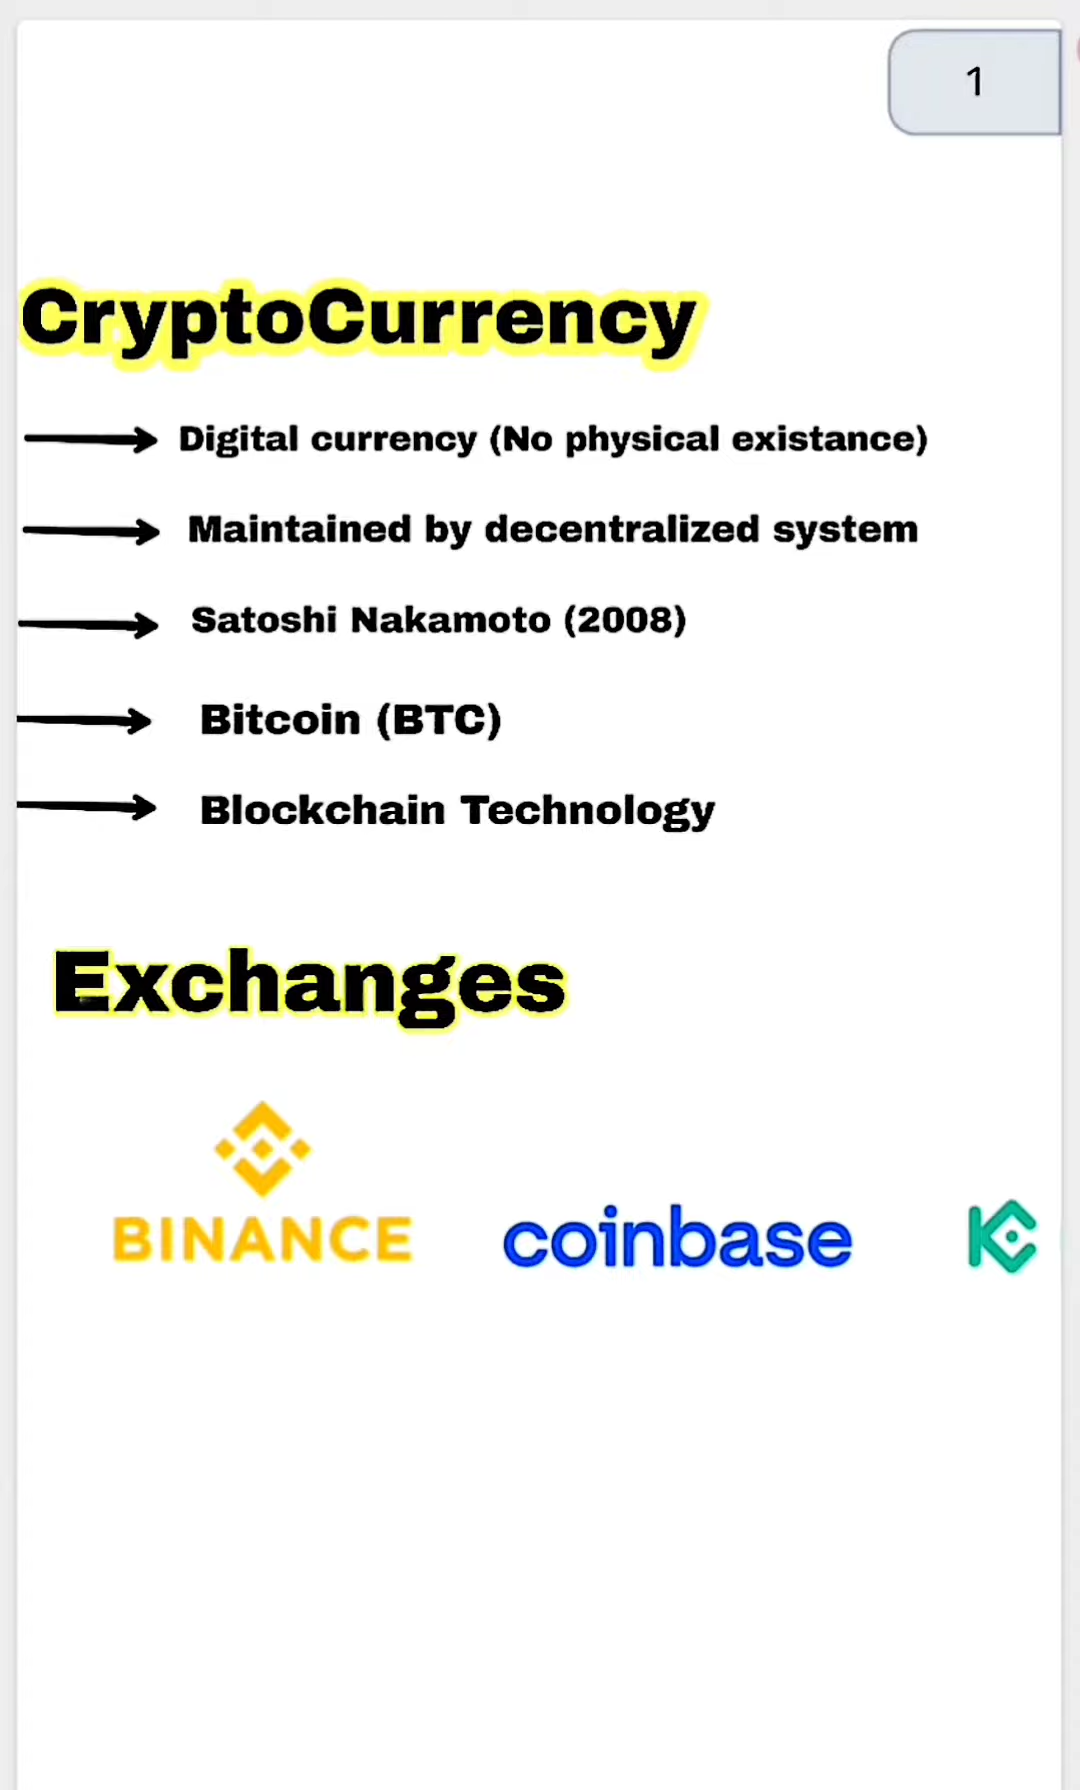 1
CryptoCurrency
Digital currency (No physical existance)
Maintained by decentralized system
Satoshi Nakamoto (2008)
Bitcoin (BTC)
Blockchain Technology
Exchanges
BINANCE
coinbase